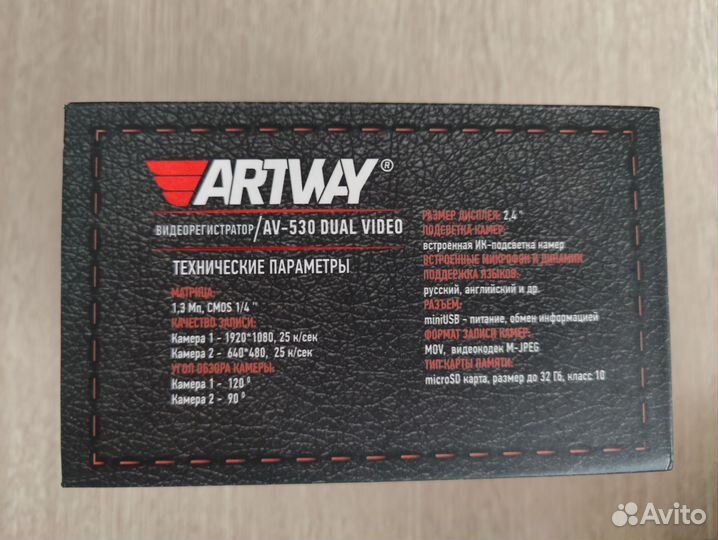 ARTWAY®
ВИДЕОРЕГИСТРАТОР/AV-530 DUAL VIDEO
ТЕХНИЧЕСКИЕ ПАРАМЕТРЫ
МАТРИЦА:
1,3 Мп, CMOS 1/4 "
КАЧЕСТВО ЗАПИСИ:
Камера 1 - 1920*1080, 25 к/сек
Камера 2 - 640*480, 25 к/сек
УГОЛ ОБЗОРА КАМЕРЫ:
Камера 1 - 120 °
Камера 2 - 90 °
РАЗМЕР ДИСПЛЕЯ: 2,4 "
ПОДСВЕТКА КАМЕР:
встроенная ИК-подсветка камер
ВСТРОЕННЫЕ МИКРОФОН И ДИНАМИК
ПОДДЕРЖКА ЯЗЫКОВ:
русский, английский и др.
РАЗЪЕМ:
miniUSB - питание, обмен информацией
ФОРМАТ ЗАПИСИ КАМЕР:
MOV, видеокодек M-JPEG
ТИП КАРТЫ ПАМЯТИ:
microSD карта, размер до 32 Гб, класс 10
Avito